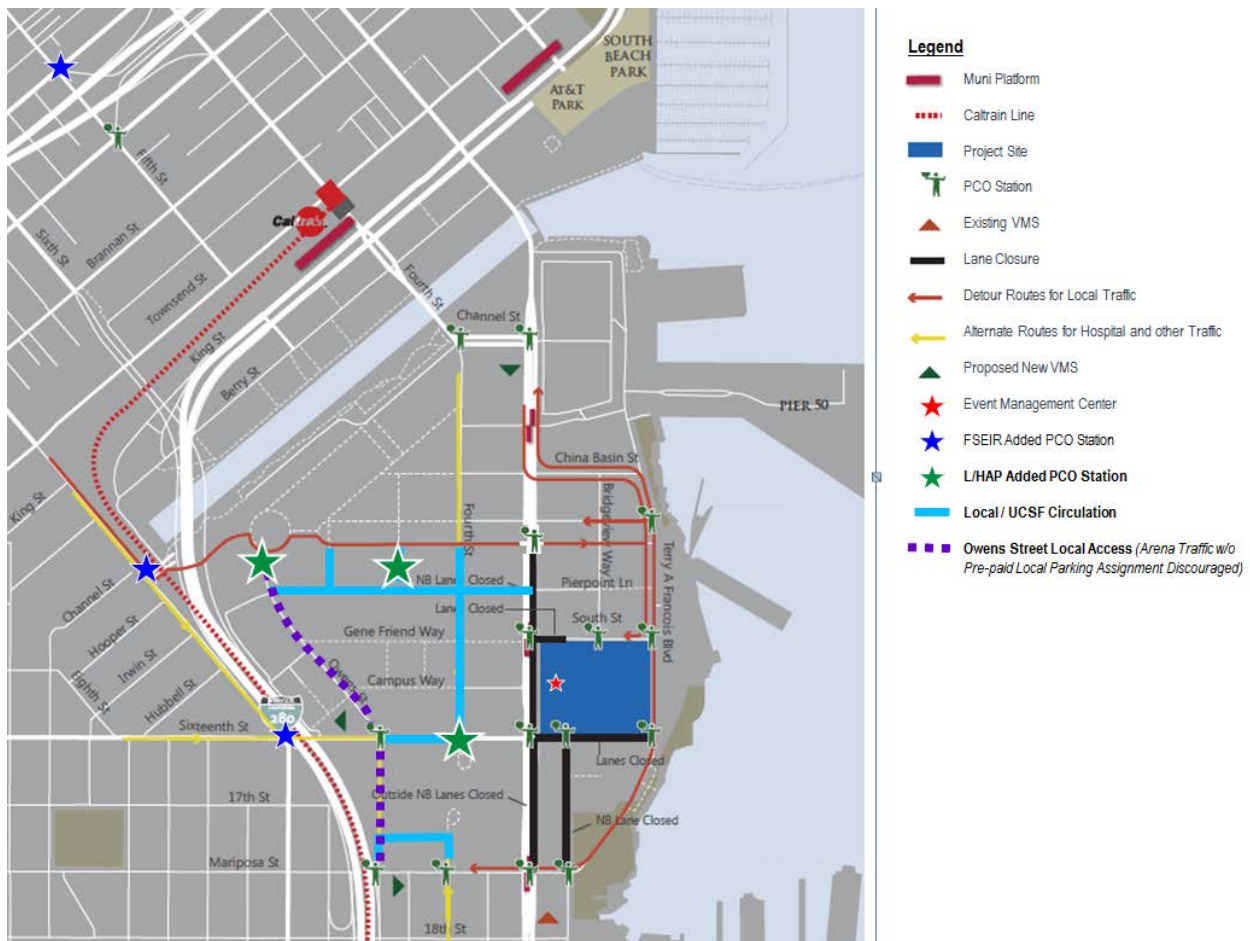 SOUTH
BEACH
PARK
AT&T
PARK
Fifth St
Sixth St
Brannan St
Caltrain
Townsend St
Fourth St
King St
Channel St
Berry St
PIER 50
King St
China Basin St
Fourth St
Bridgeview Way
Terry A Francois Blvd
Channel St
NB Lane Closed
Pierpoint Ln
Hooper St
Lane Closed
South St
Irwin St
Gene Friend Way
Eighth St
Hubbell St
Owens St
Campus Way
280
Sixteenth St
Lanes Closed
17th St
Outside NB Lanes Closed
NB Lane Closed
Mariposa St
18th St
Legend
Muni Platform
Caltrain Line
Project Site
PCO Station
Existing VMS
Lane Closure
Detour Routes for Local Traffic
Alternate Routes for Hospital and other Traffic
Proposed New VMS
Event Management Center
FSEIR Added PCO Station
L/HAP Added PCO Station
Local / UCSF Circulation
Owens Street Local Access (Arena Traffic w/o
Pre-paid Local Parking Assignment Discouraged)